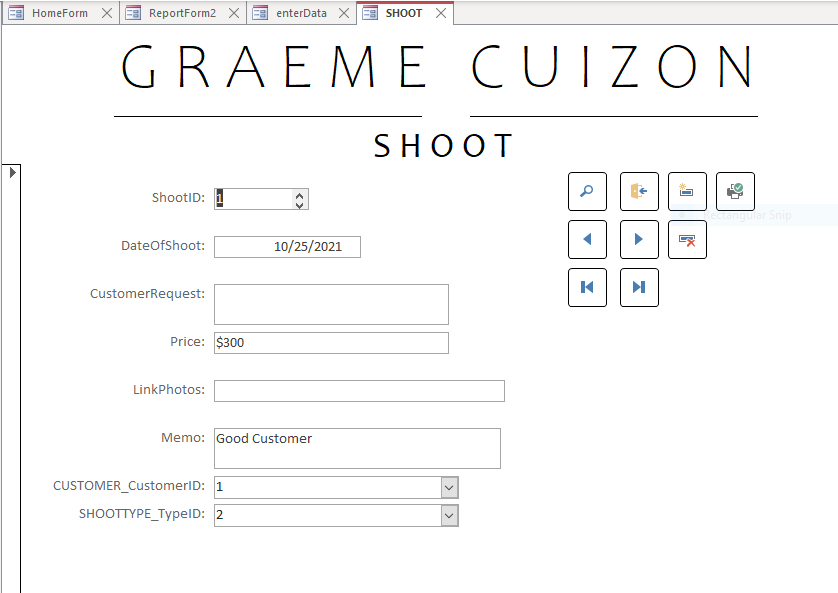 HomeForm ReportForm2 enterData SHOOT
GRAEME CUIZON
SHOOT
ShootID: 1
Rectangular Snip
DateOfShoot: 10/25/2021
CustomerRequest:
Price: $300
LinkPhotos:
Memo: Good Customer
CUSTOMER_CustomerID: 1
SHOOTTYPE_TypeID: 2